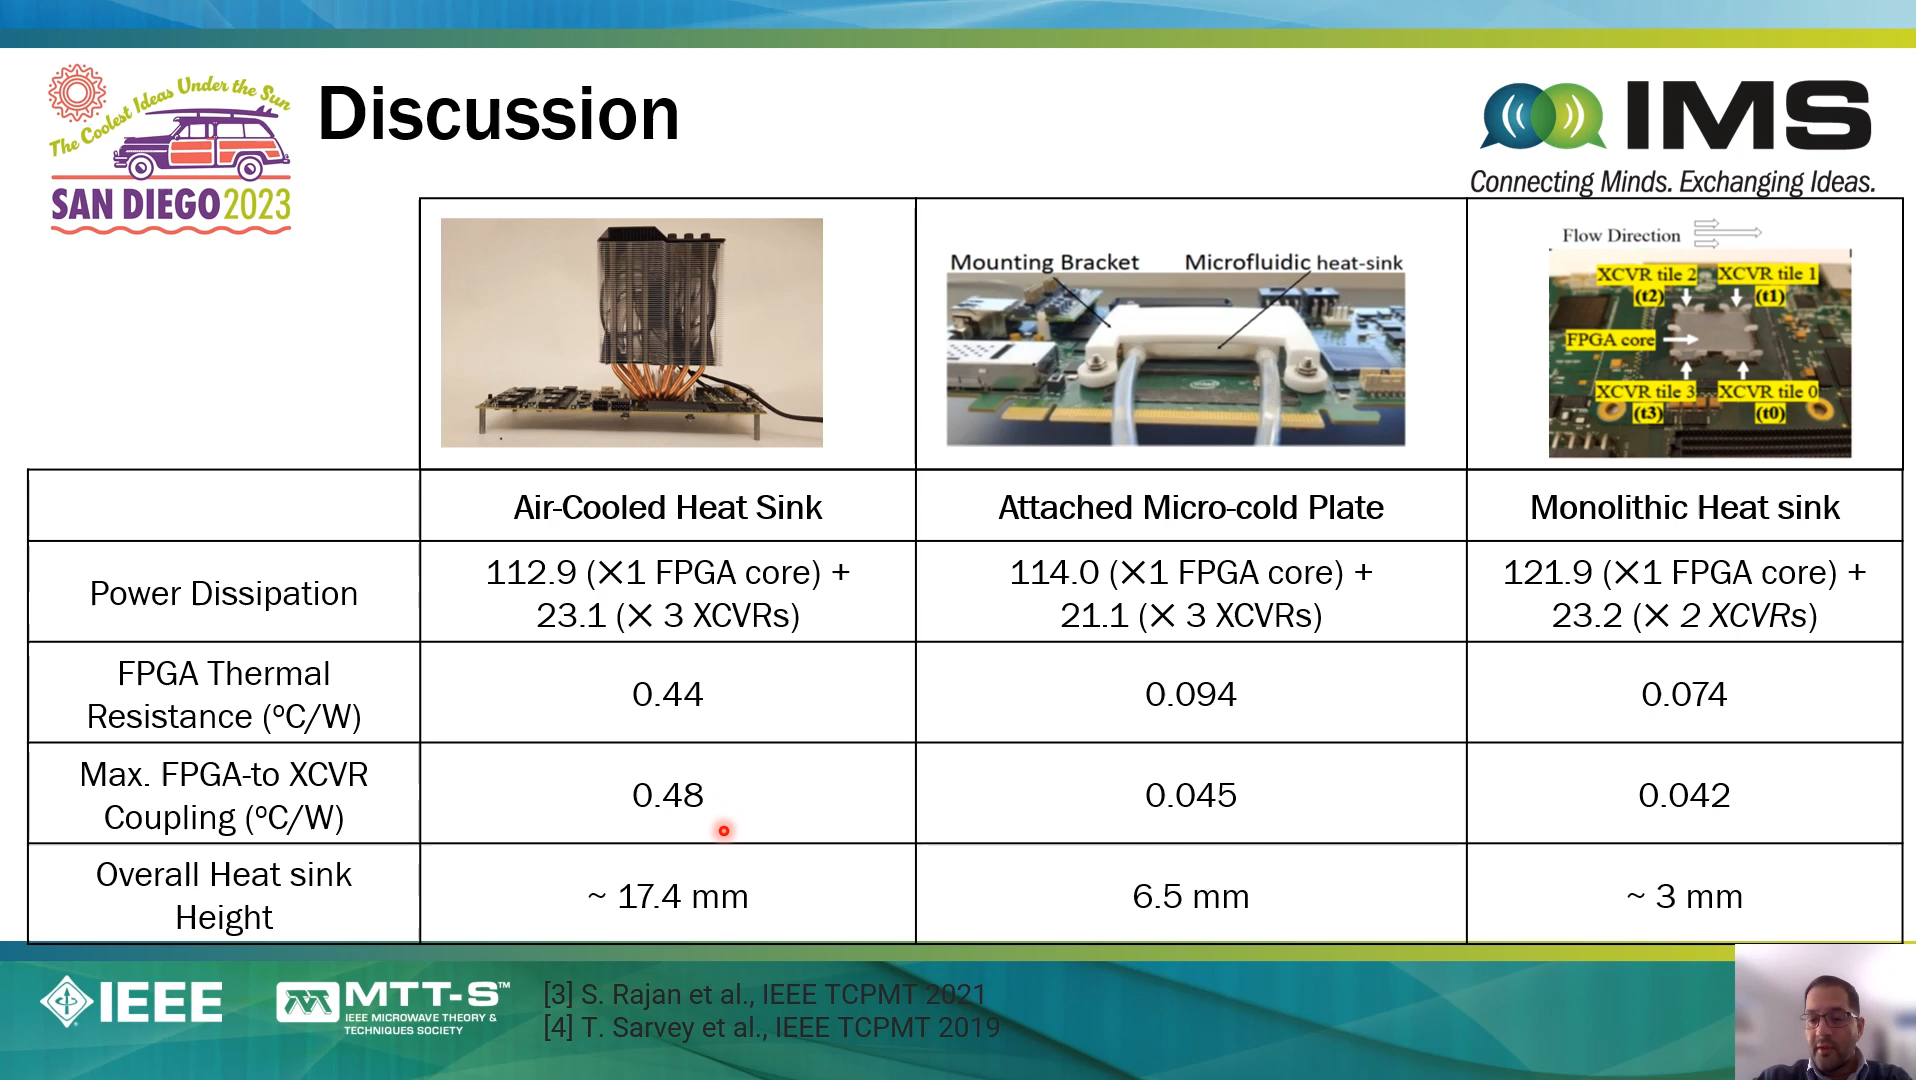 The Coolest Ideas Under the Sun
SAN DIEGO 2023
Discussion
IMS
Connecting Minds. Exchanging Ideas.
Mounting Bracket
Microfluidic heat-sink
Flow Direction
XCVR tile 2 (t2)
XCVR tile 1 (t1)
FPGA core
XCVR tile 3 (t3)
XCVR tile 0 (t0)
Air-Cooled Heat Sink
Attached Micro-cold Plate
Monolithic Heat sink
Power Dissipation
112.9 (✕1 FPGA core) +
23.1 (✕ 3 XCVRs)
114.0 (✕1 FPGA core) +
21.1 (✕ 3 XCVRs)
121.9 (✕1 FPGA core) +
23.2 (✕ 2 XCVRs)
FPGA Thermal
Resistance (ºC/W)
0.44
0.094
0.074
Max. FPGA-to XCVR
Coupling (ºC/W)
0.48
0.045
0.042
Overall Heat sink
Height
~ 17.4 mm
6.5 mm
~ 3 mm
IEEE
MTT-S™
IEEE MICROWAVE THEORY &
TECHNIQUES SOCIETY
[3] S. Rajan et al., IEEE TCPMT 2021
[4] T. Sarvey et al., IEEE TCPMT 2019